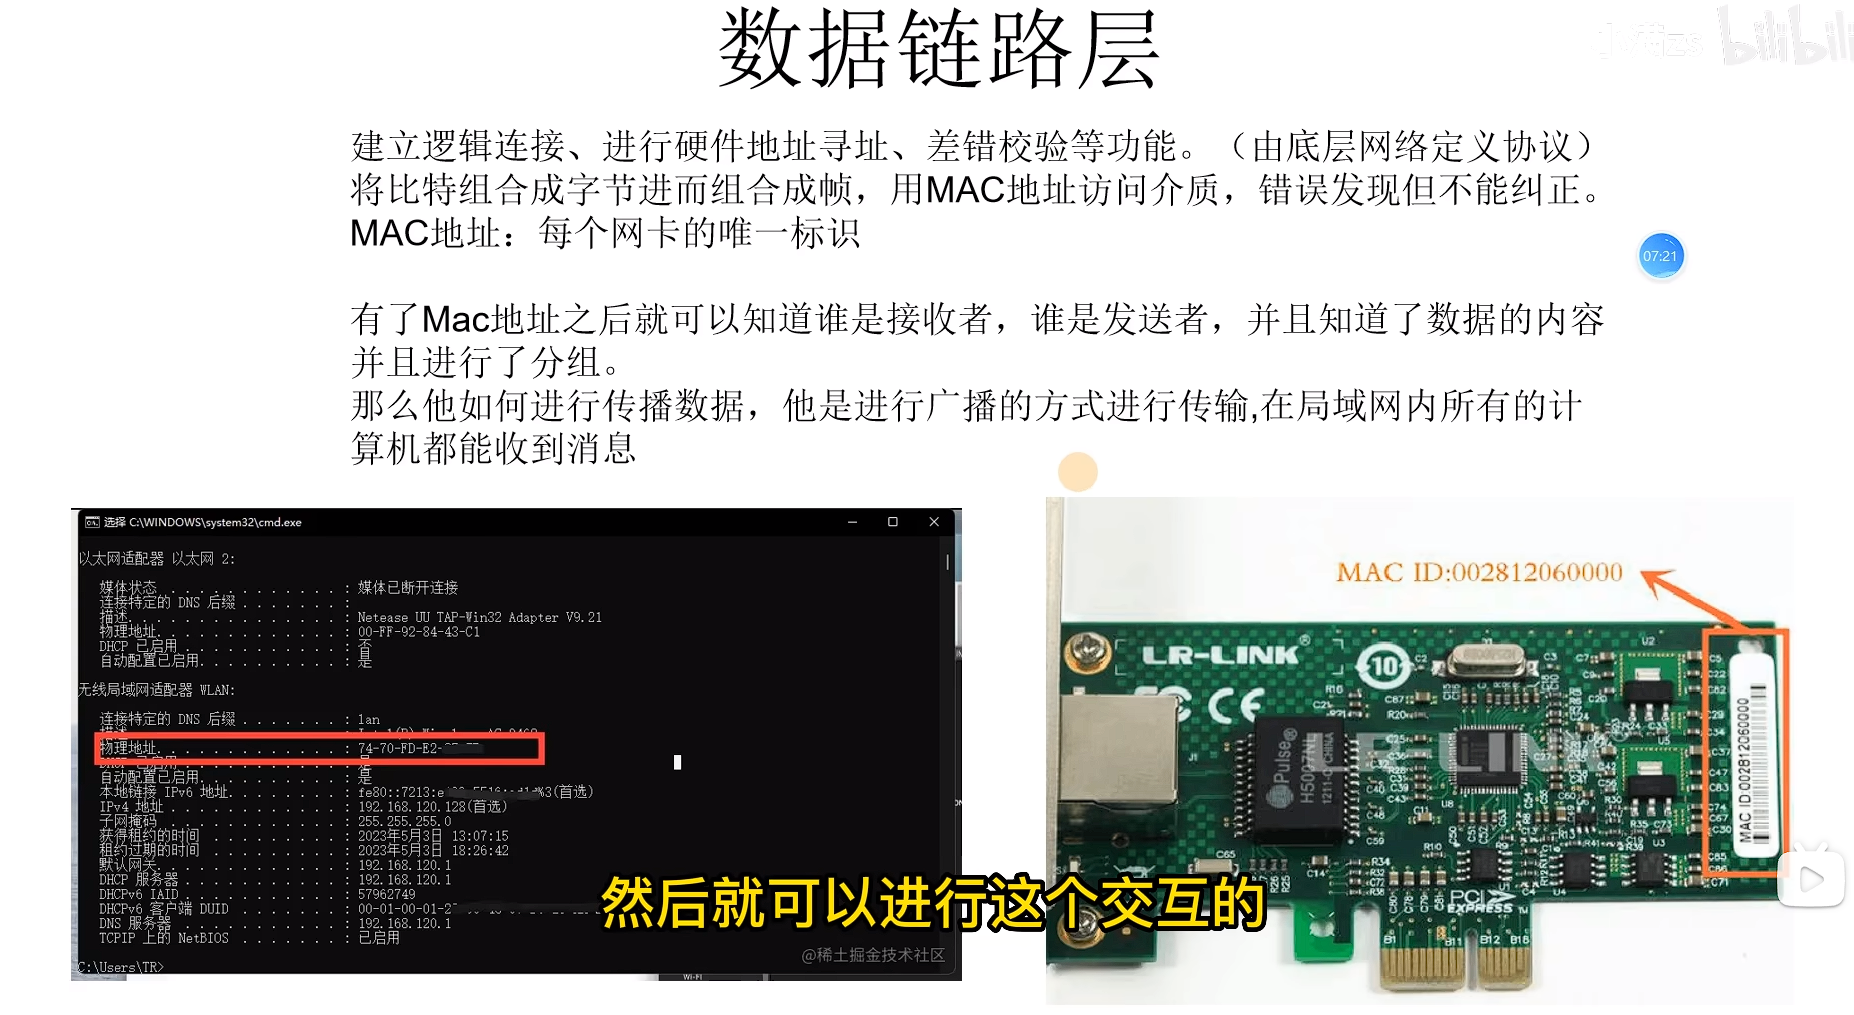 数据链路层
bilibili
建立逻辑连接、进行硬件地址寻址、差错校验等功能。（由底层网络定义协议）
将比特组合成字节进而组合成帧，用MAC地址访问介质，错误发现但不能纠正。
MAC地址：每个网卡的唯一标识
07:21
有了Mac地址之后就可以知道谁是接收者，谁是发送者，并且知道了数据的内容
并且进行了分组。
那么他如何进行传播数据，他是进行广播的方式进行传输,在局域网内所有的计
算机都能收到消息
选择 C:\WINDOWS\system32\cmd.exe
以太网适配器 以太网 2:
媒体状态 . . . . . . . . . . . . : 媒体已断开连接
连接特定的 DNS 后缀 . . . . . . . :
描述. . . . . . . . . . . . . . . : Netease UU TAP-Win32 Adapter V9.21
物理地址. . . . . . . . . . . . . : 00-FF-92-84-43-C1
DHCP 已启用 . . . . . . . . . . . : 否
自动配置已启用. . . . . . . . . . : 是
无线局域网适配器 WLAN:
连接特定的 DNS 后缀 . . . . . . . : lan
物理地址. . . . . . . . . . . . . : 74-70-FD-E2-
DHCP 已启用 . . . . . . . . . . . : 是
自动配置已启用. . . . . . . . . . : 是
本地链接 IPv6 地址. . . . . . . . : fe80::7213:e %3(首选)
IPv4 地址 . . . . . . . . . . . . : 192.168.120.128(首选)
子网掩码 . . . . . . . . . . . . : 255.255.255.0
获得租约的时间 . . . . . . . . . : 2023年5月3日 13:07:15
租约过期的时间 . . . . . . . . . : 2023年5月3日 18:26:42
默认网关. . . . . . . . . . . . . : 192.168.120.1
DHCP 服务器 . . . . . . . . . . . : 192.168.120.1
DHCPv6 IAID . . . . . . . . . . . : 57962749
DHCPv6 客户端 DUID . . . . . . . : 00-01-00-01-2
DNS 服务器 . . . . . . . . . . . : 192.168.120.1
TCPIP 上的 NetBIOS . . . . . . . : 已启用
C:\Users\TR>
@稀土掘金技术社区
Wi-Fi
MAC ID:002812060000
LR-LINK®
10
FC CE
Pulse®
H5007NL
1211-C CHINA
MAC ID:002812060000
PCI
EXPRESS
B1 B11 B12 B18
然后就可以进行这个交互的